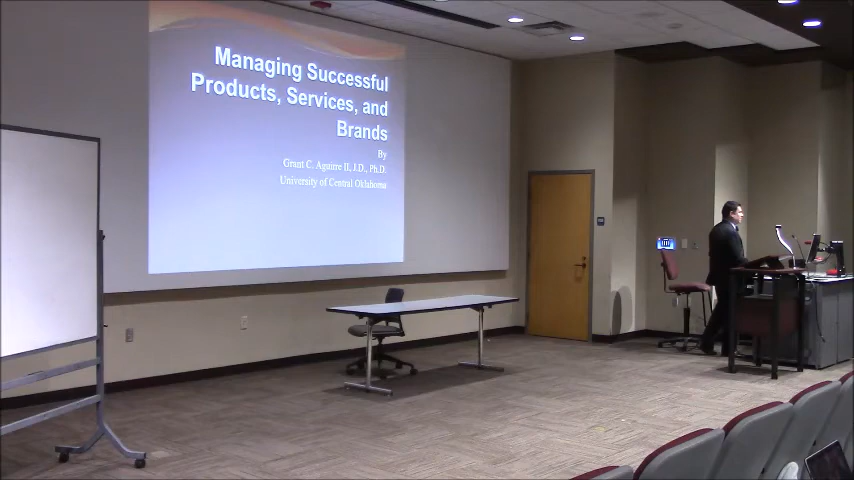 Managing Successful
Products, Services, and
Brands
By
Grant C. Aguirre II, J.D., Ph.D.
University of Central Oklahoma